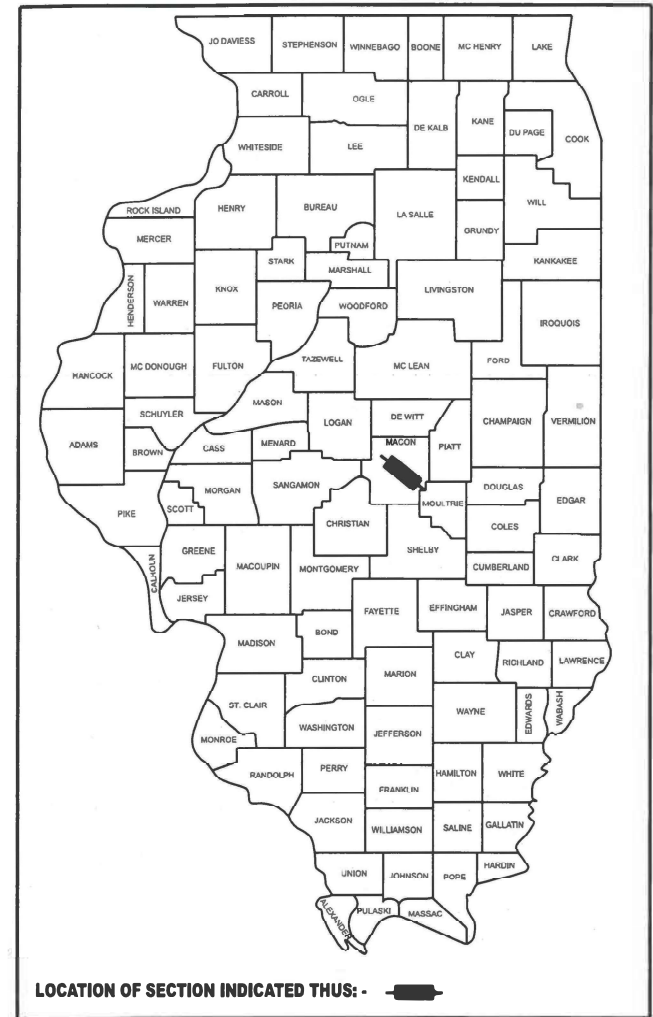 JO DAVIESS
STEPHENSON
WINNEBAGO
BOONE
MC HENRY
LAKE
CARROLL
OGLE
DE KALB
KANE
DU PAGE
COOK
WHITESIDE
LEE
KENDALL
WILL
ROCK ISLAND
HENRY
BUREAU
LA SALLE
GRUNDY
MERCER
PUTNAM
STARK
MARSHALL
KANKAKEE
HENDERSON
WARREN
KNOX
PEORIA
WOODFORD
LIVINGSTON
IROQUOIS
HANCOCK
MC DONOUGH
FULTON
TAZEWELL
MC LEAN
FORD
SCHUYLER
MASON
LOGAN
DE WITT
CHAMPAIGN
VERMILION
ADAMS
BROWN
CASS
MENARD
MACON
PIATT
PIKE
SCOTT
MORGAN
SANGAMON
CHRISTIAN
MOULTRIE
DOUGLAS
EDGAR
COLES
CALHOUN
GREENE
MACOUPIN
MONTGOMERY
SHELBY
CUMBERLAND
CLARK
JERSEY
FAYETTE
EFFINGHAM
JASPER
CRAWFORD
MADISON
BOND
CLAY
RICHLAND
LAWRENCE
CLINTON
MARION
ST. CLAIR
WAYNE
EDWARDS
WABASH
MONROE
WASHINGTON
JEFFERSON
RANDOLPH
PERRY
HAMILTON
WHITE
FRANKLIN
JACKSON
WILLIAMSON
SALINE
GALLATIN
UNION
JOHNSON
POPE
HARDIN
ALEXANDER
PULASKI
MASSAC
LOCATION OF SECTION INDICATED THUS: -